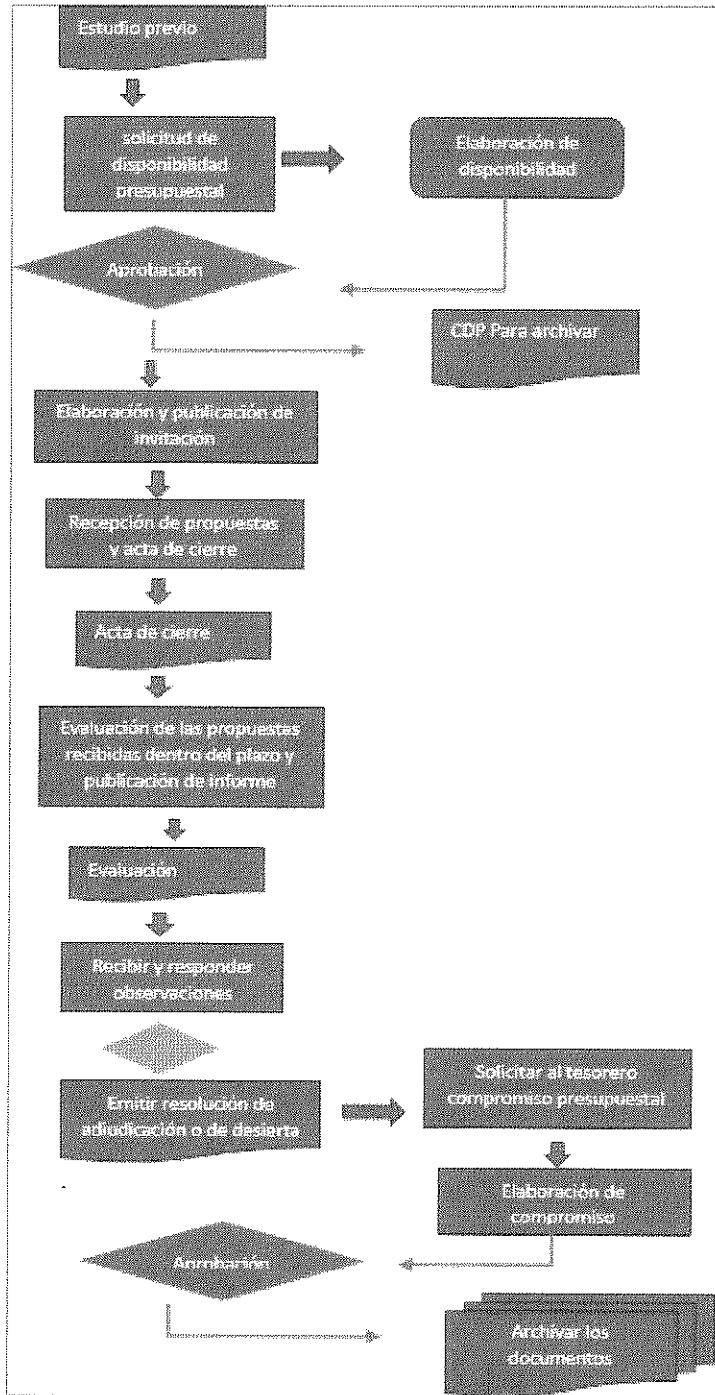 Estudio previo
solicitud de
disponibilidad
presupuestal
Elaboración de
disponibilidad
Aprobación
CDP Para archivar
Elaboración y publicación de
invitación
Recepción de propuestas
y acta de cierre
Acta de cierre
Evaluación de las propuestas
recibidas dentro del plazo y
publicación de informe
Evaluación
Recibir y responder
observaciones
Emitir resolución de
adjudicación o de desierta
Solicitar al tesorero
compromiso presupuestal
Elaboración de
compromiso
Aprobación
Archivar los
documentos